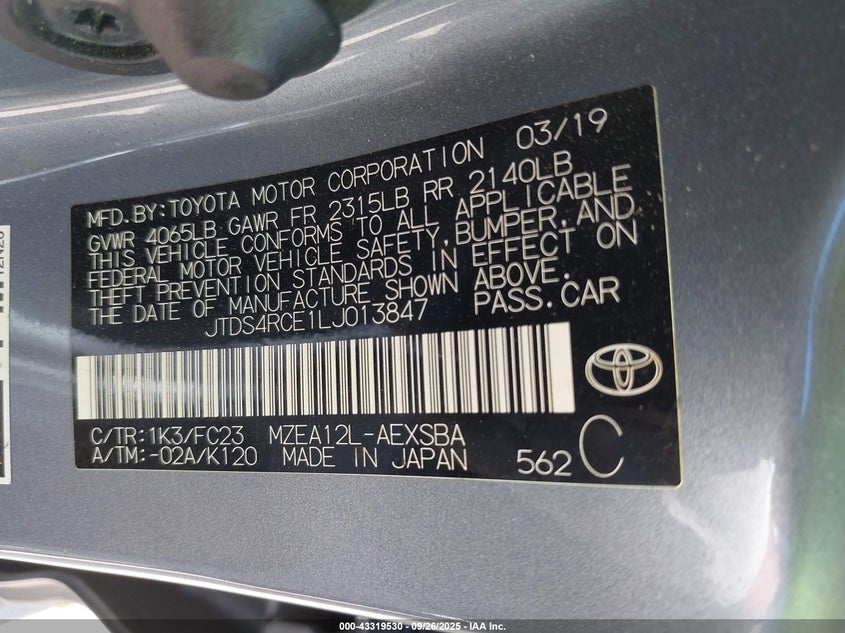 MFD.BY:TOYOTA MOTOR CORPORATION 03/19
GVWR 4065LB GAWR FR 2315LB RR 2140LB
THIS VEHICLE CONFORMS TO ALL APPLICABLE
FEDERAL MOTOR VEHICLE SAFETY,BUMPER,AND
THEFT PREVENTION STANDARDS IN EFFECT ON
THE DATE OF MANUFACTURE SHOWN ABOVE.
JTDS4RCE1LJ013847 PASS.CAR
C/TR:1K3/FC23 MZEA12L-AEXSBA
A/TM:-02A/K120 MADE IN JAPAN 562 C
000-43319530 - 09/26/2025 - IAA Inc.